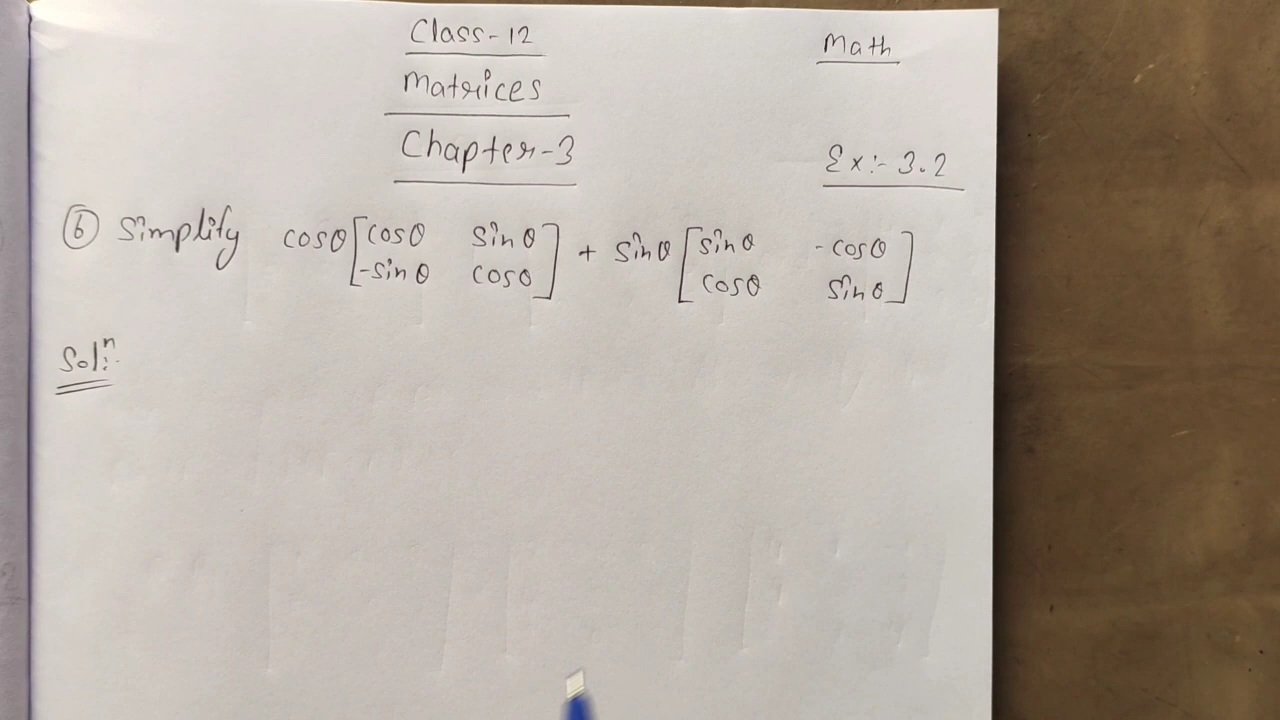 Class-12
Math
Matrices
Chapter-3
Ex:- 3.2
6 Simplify cosθ [cosθ sinθ] + sinθ [sinθ -cosθ]
[-sinθ cosθ] [cosθ sinθ]
Solⁿ:-
2